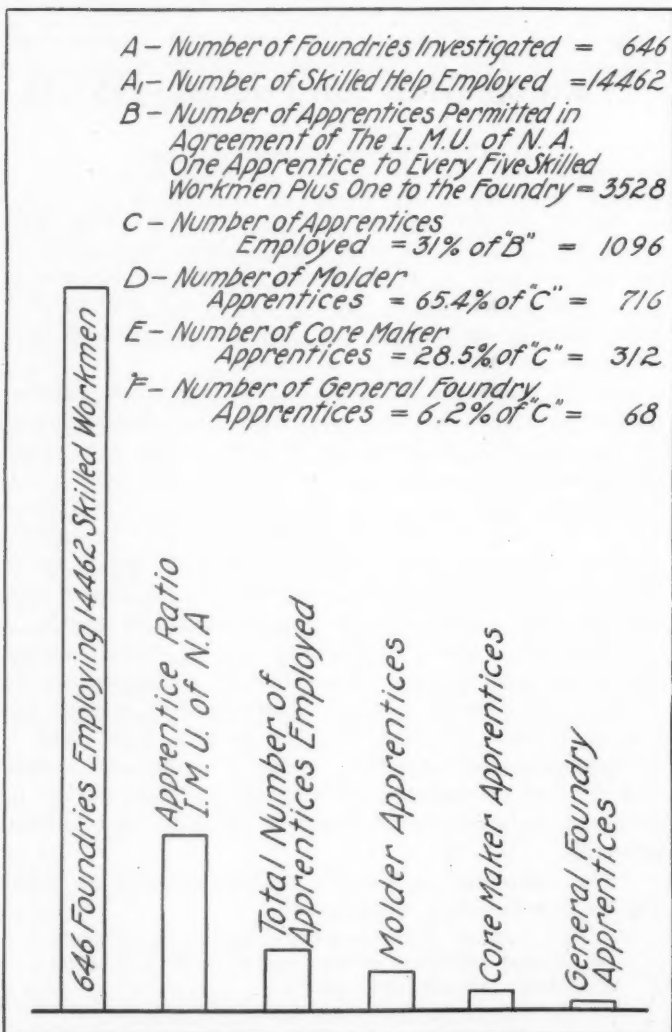 A – Number of Foundries Investigated = 646
A₁ – Number of Skilled Help Employed = 14462
B – Number of Apprentices Permitted in
Agreement of The I. M. U. of N. A.
One Apprentice to Every Five Skilled
Workmen Plus One to the Foundry = 3528
C – Number of Apprentices
Employed = 31% of "B" = 1096
D – Number of Molder
Apprentices = 65.4% of "C" = 716
E – Number of Core Maker
Apprentices = 28.5% of "C" = 312
F – Number of General Foundry
Apprentices = 6.2% of "C" = 68
646 Foundries Employing 14462 Skilled Workmen
Apprentice Ratio
I. M. U. of N. A
Total Number of
Apprentices Employed
Molder Apprentices
Core Maker Apprentices
General Foundry
Apprentices